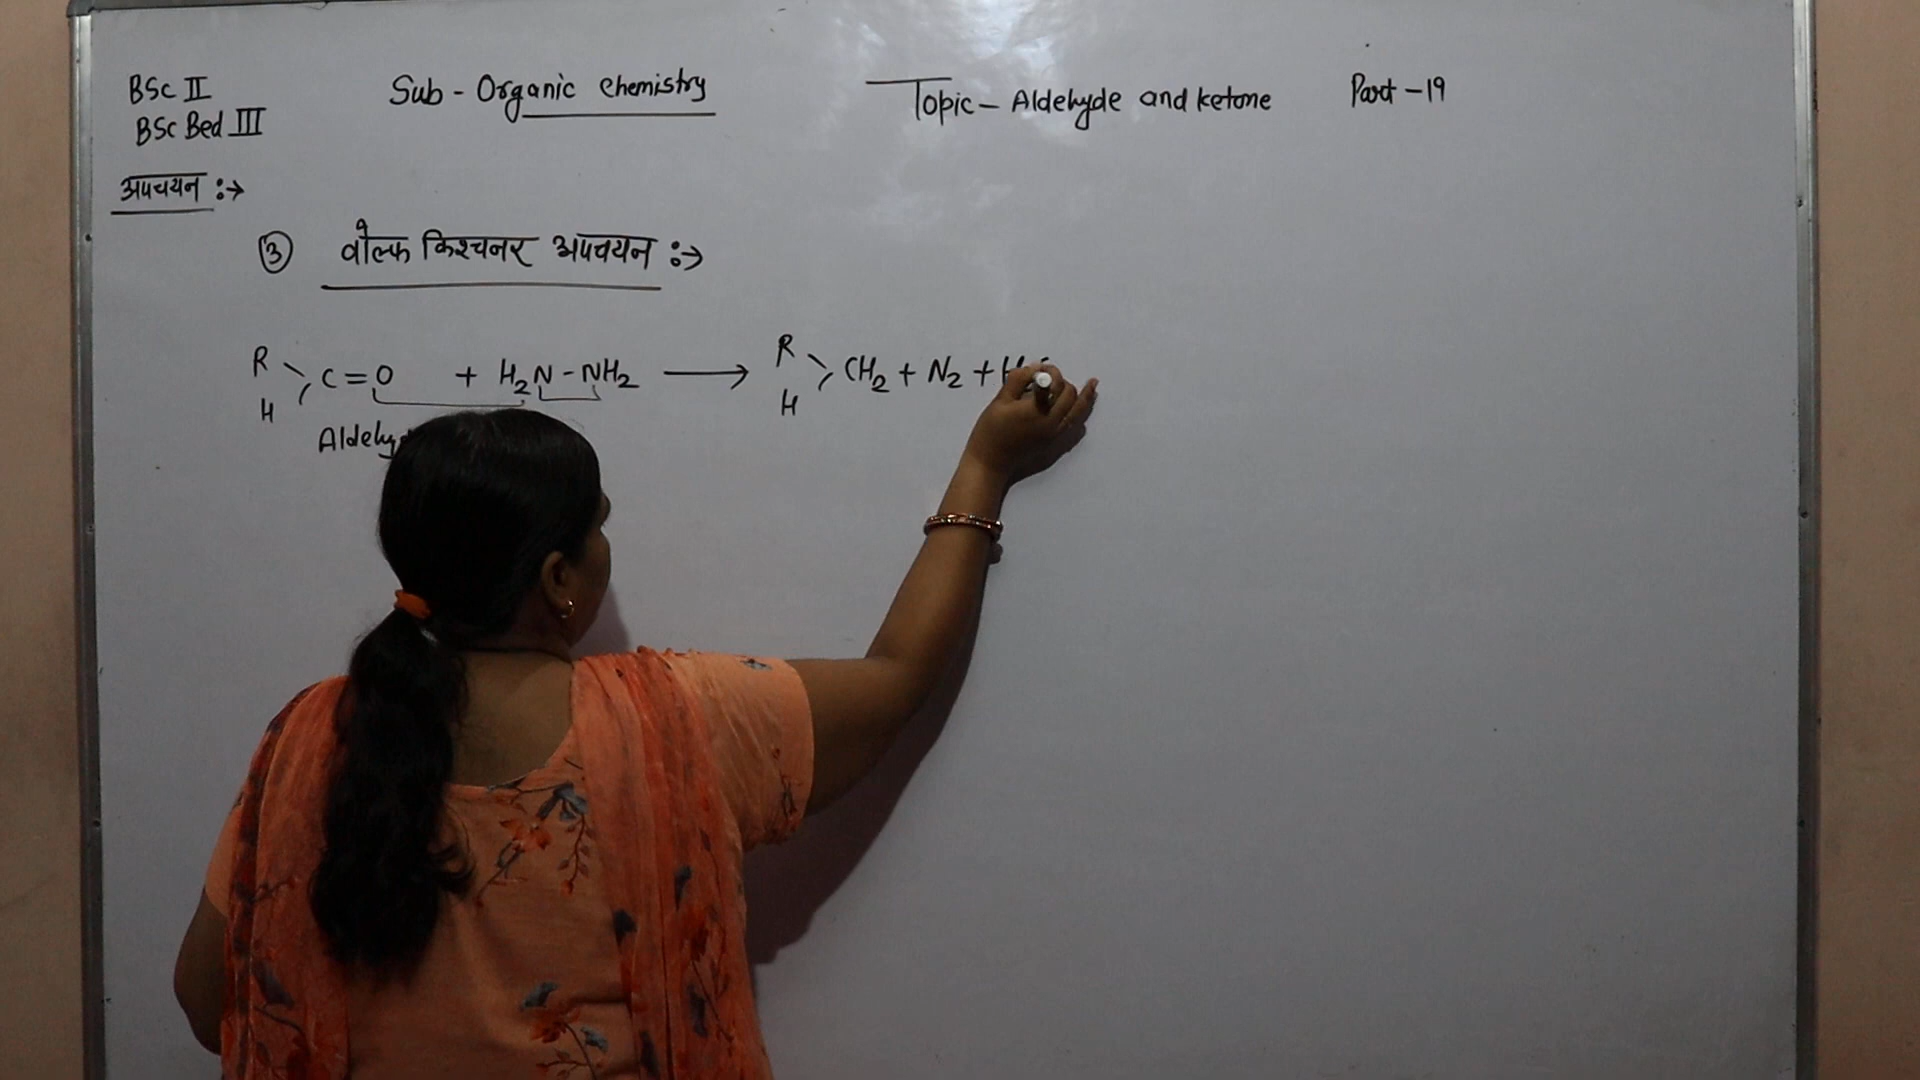 BSc II Sub - Organic chemistry Topic - Aldehyde and ketone Part - 19
BSc Bed III
अपचयन :→
③ वोल्फ किश्चनर अपचयन :→
R R
C = O + H₂N - NH₂ ⟶ CH₂ + N₂ +
H H